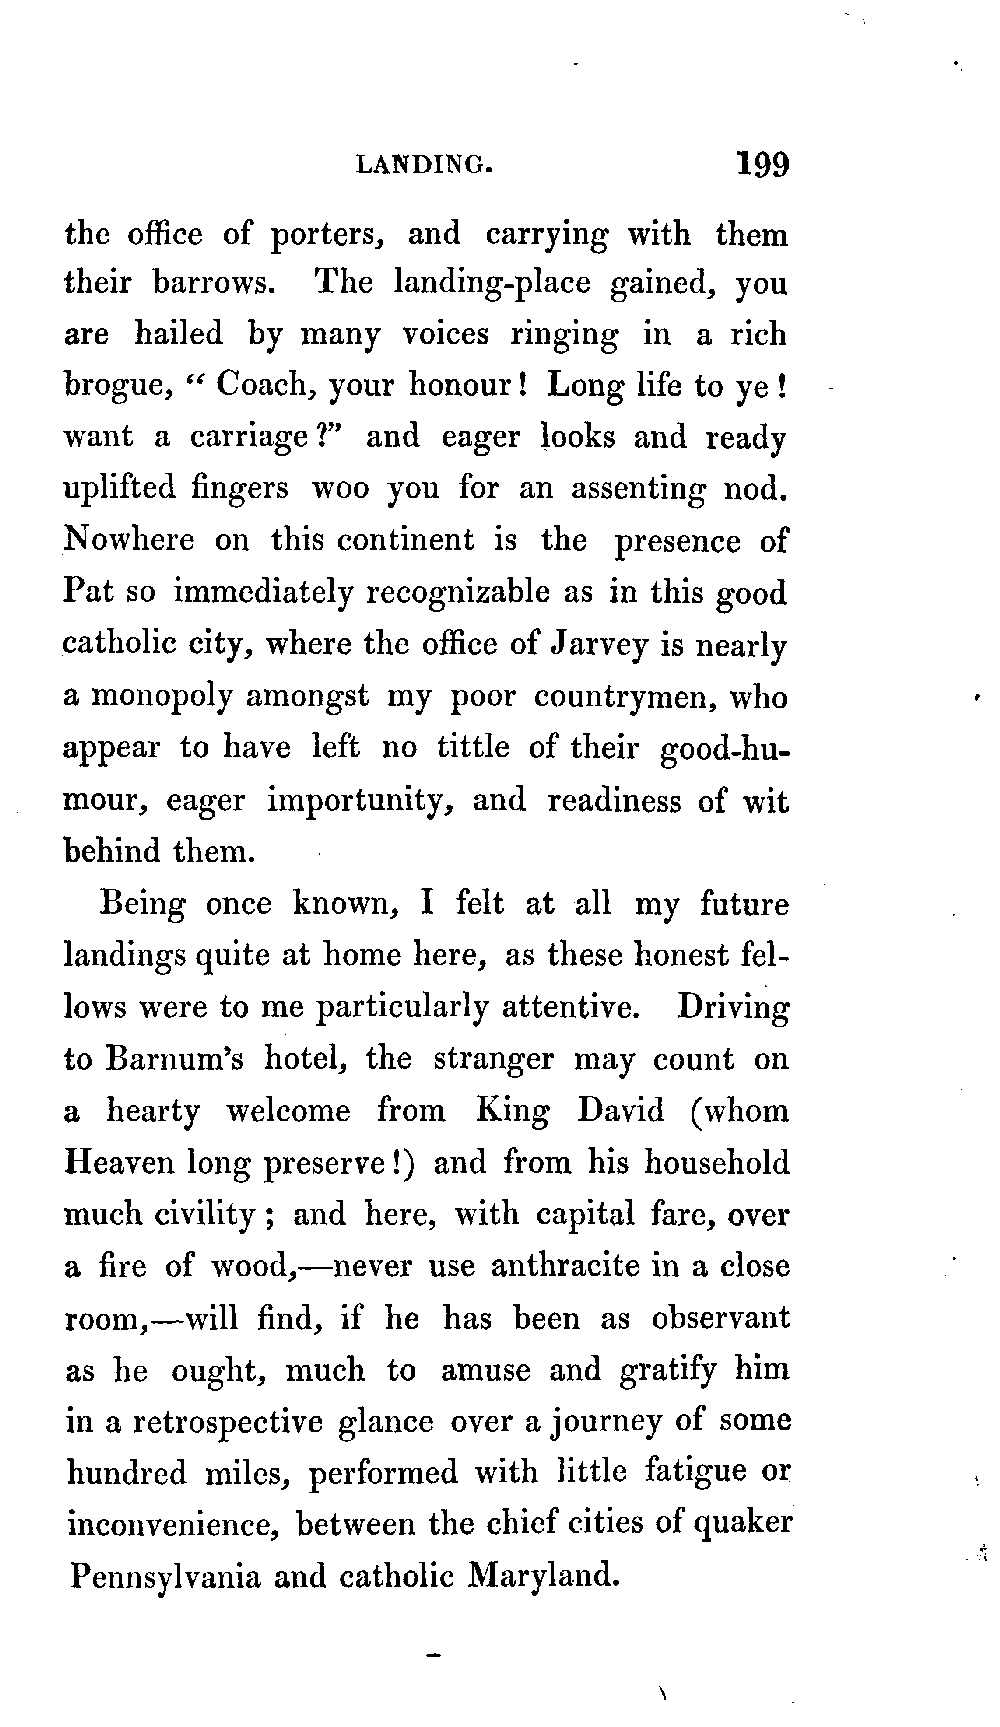 LANDING. 199
the office of porters, and carrying with them
their barrows. The landing-place gained, you
are hailed by many voices ringing in a rich
brogue, “ Coach, your honour! Long life to ye!
want a carriage?” and eager looks and ready
uplifted fingers woo you for an assenting nod.
Nowhere on this continent is the presence of
Pat so immediately recognizable as in this good
catholic city, where the office of Jarvey is nearly
a monopoly amongst my poor countrymen, who
appear to have left no tittle of their good-hu-
mour, eager importunity, and readiness of wit
behind them.
Being once known, I felt at all my future
landings quite at home here, as these honest fel-
lows were to me particularly attentive. Driving
to Barnum’s hotel, the stranger may count on
a hearty welcome from King David (whom
Heaven long preserve!) and from his household
much civility; and here, with capital fare, over
a fire of wood,—never use anthracite in a close
room,—will find, if he has been as observant
as he ought, much to amuse and gratify him
in a retrospective glance over a journey of some
hundred miles, performed with little fatigue or
inconvenience, between the chief cities of quaker
Pennsylvania and catholic Maryland.